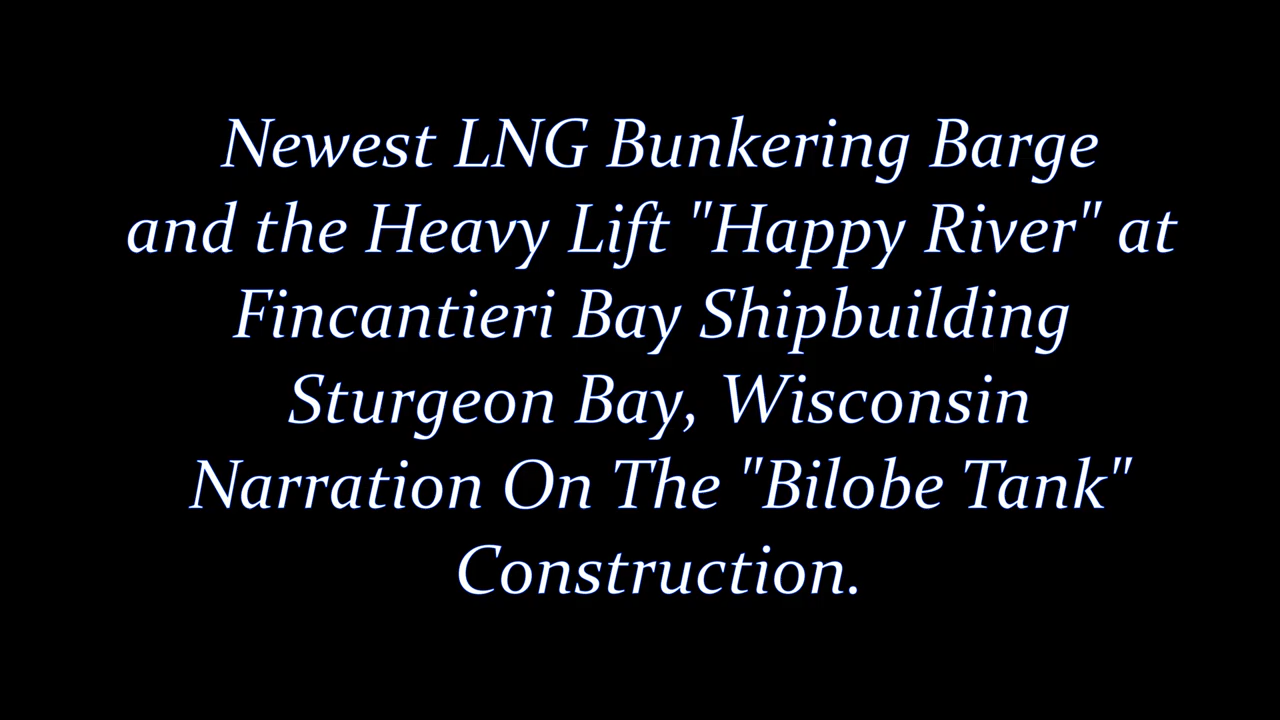 Newest LNG Bunkering Barge
and the Heavy Lift "Happy River" at
Fincantieri Bay Shipbuilding
Sturgeon Bay, Wisconsin
Narration On The "Bilobe Tank"
Construction.